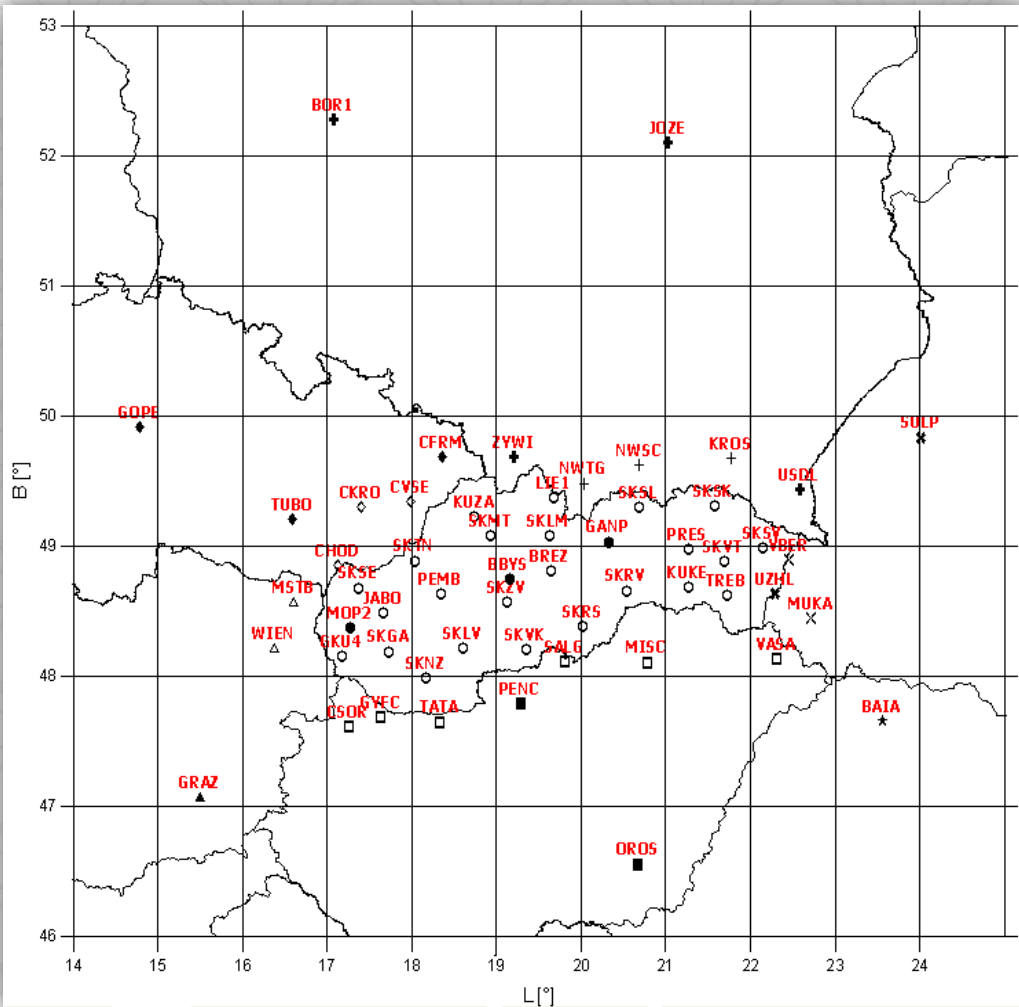 53
BOR1
JOZE
52
51
50
GOPE
SULP
CFRM
ZYWI
NWSC
KROS
B [°]
NWTG
LIE1
USDL
CKRO
CVSE
TUBO
KUZA
SKSL
SKSK
SKMT
SKLM
GANP
49
PRES
SKSV
SKTN
SKVT
VBER
CHOD
BREZ
BBYS
SKSE
PEMB
MSTB
JABO
SKZV
SKRV
KUKE
TREB
UZHL
MOP2
MUKA
WIEN
GKU4
SKGA
SKLV
SKVK
SKRS
SALG
MISC
VASA
48
SKNZ
PENC
CSOR
GYFC
TATA
BAIA
GRAZ
47
OROS
46
14 15 16 17 18 19 20 21 22 23 24
L [°]